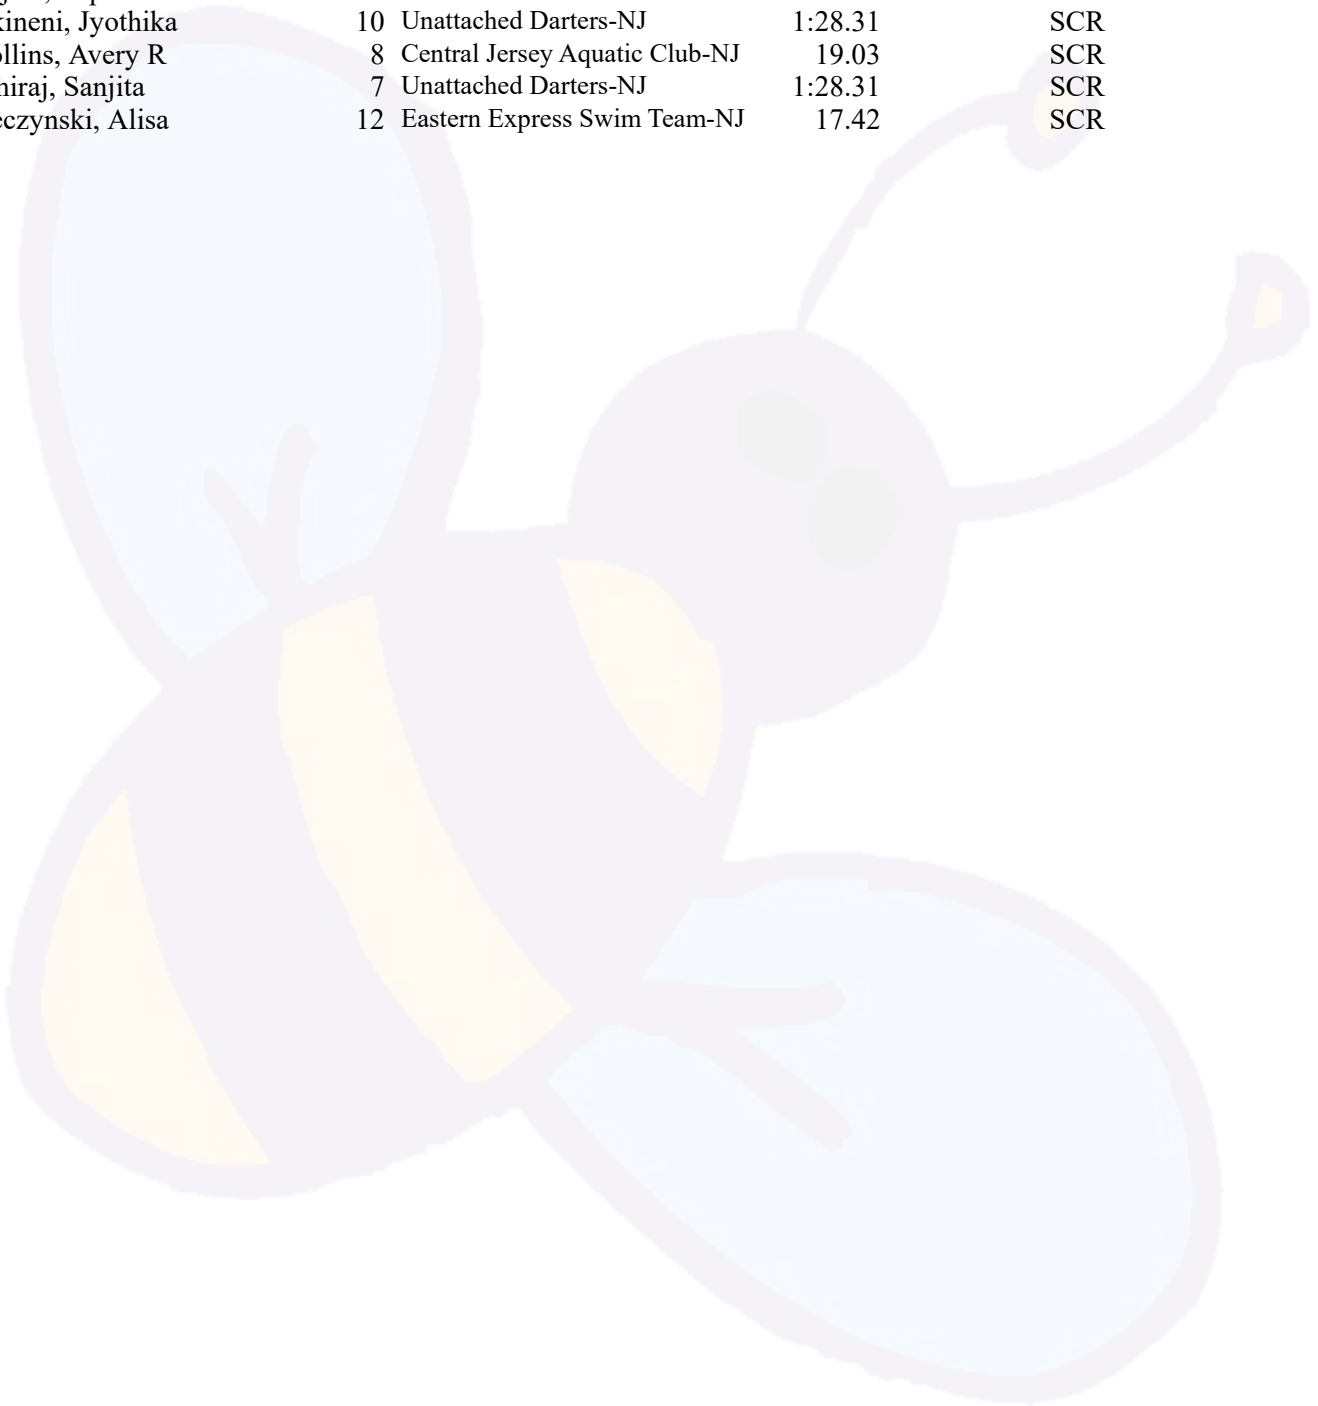 kineni, Jyothika 10 Unattached Darters-NJ 1:28.31 SCR
ollins, Avery R 8 Central Jersey Aquatic Club-NJ 19.03 SCR
hiraj, Sanjita 7 Unattached Darters-NJ 1:28.31 SCR
eczynski, Alisa 12 Eastern Express Swim Team-NJ 17.42 SCR